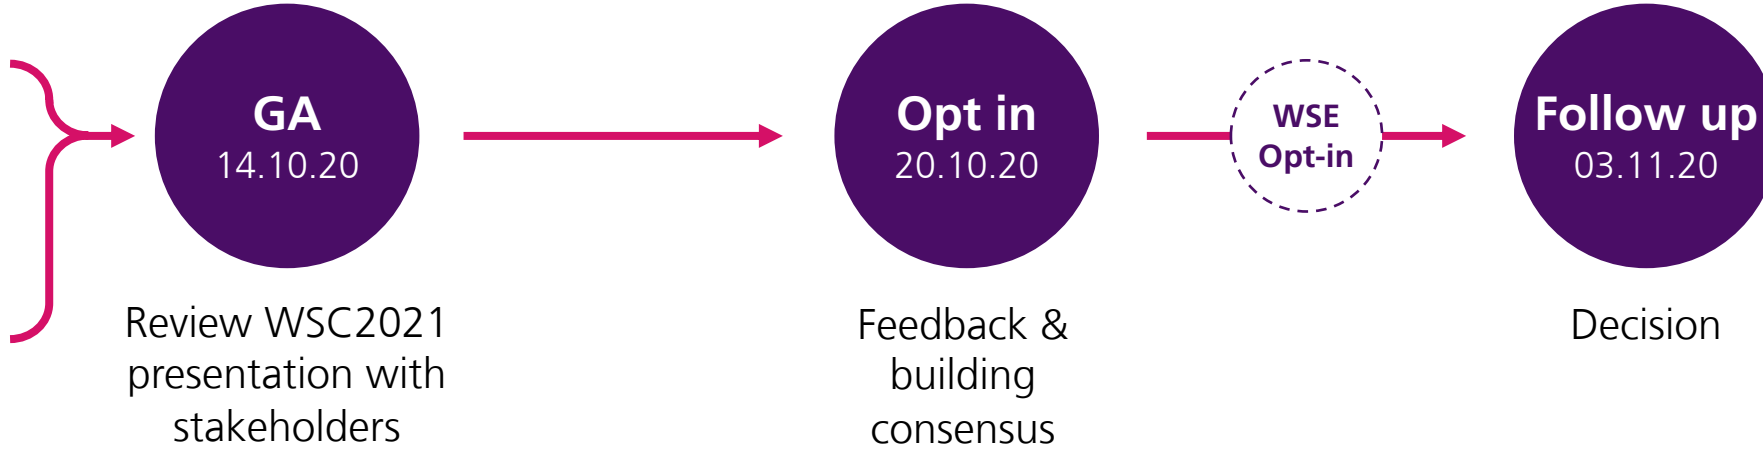 GA
14.10.20
Review WSC2021
presentation with
stakeholders
Opt in
20.10.20
Feedback &
building
consensus
WSE
Opt-in
Follow up
03.11.20
Decision